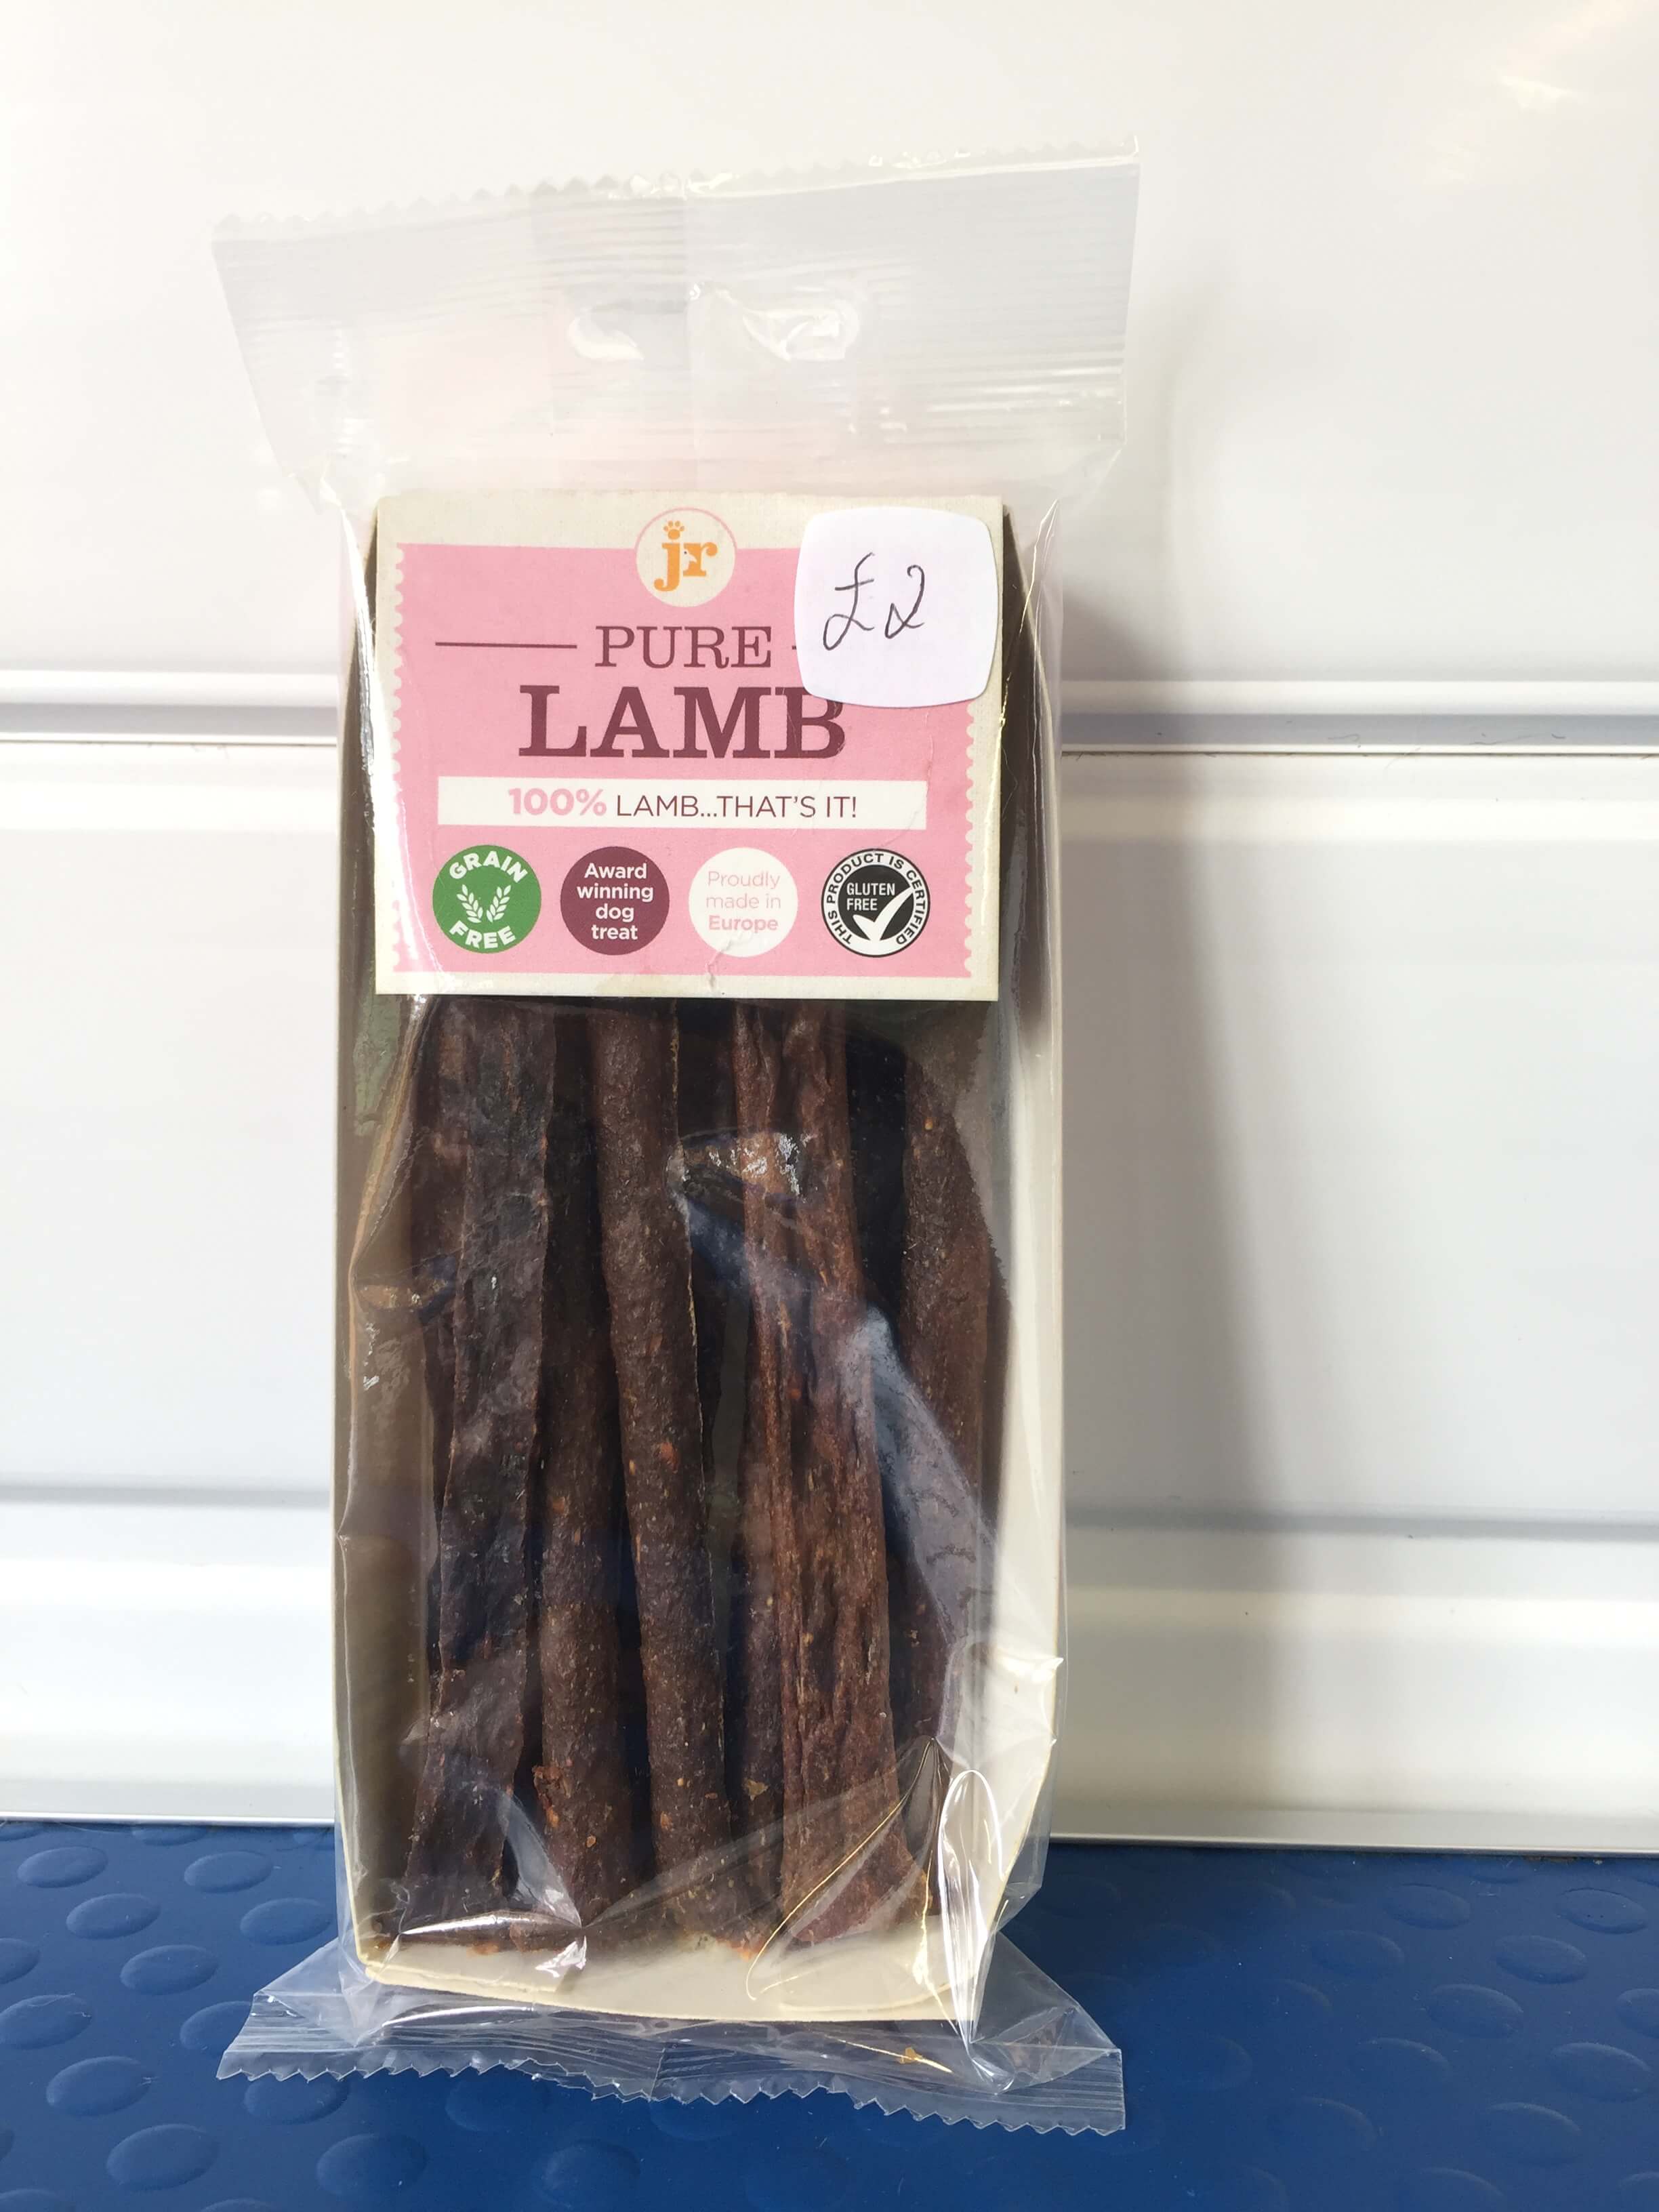 jr
£2
PURE
LAMB
100% LAMB...THAT'S IT!
GRAIN
FREE
Award
winning
dog
treat
Proudly
made in
Europe
THIS PRODUCT IS CERTIFIED
GLUTEN
FREE